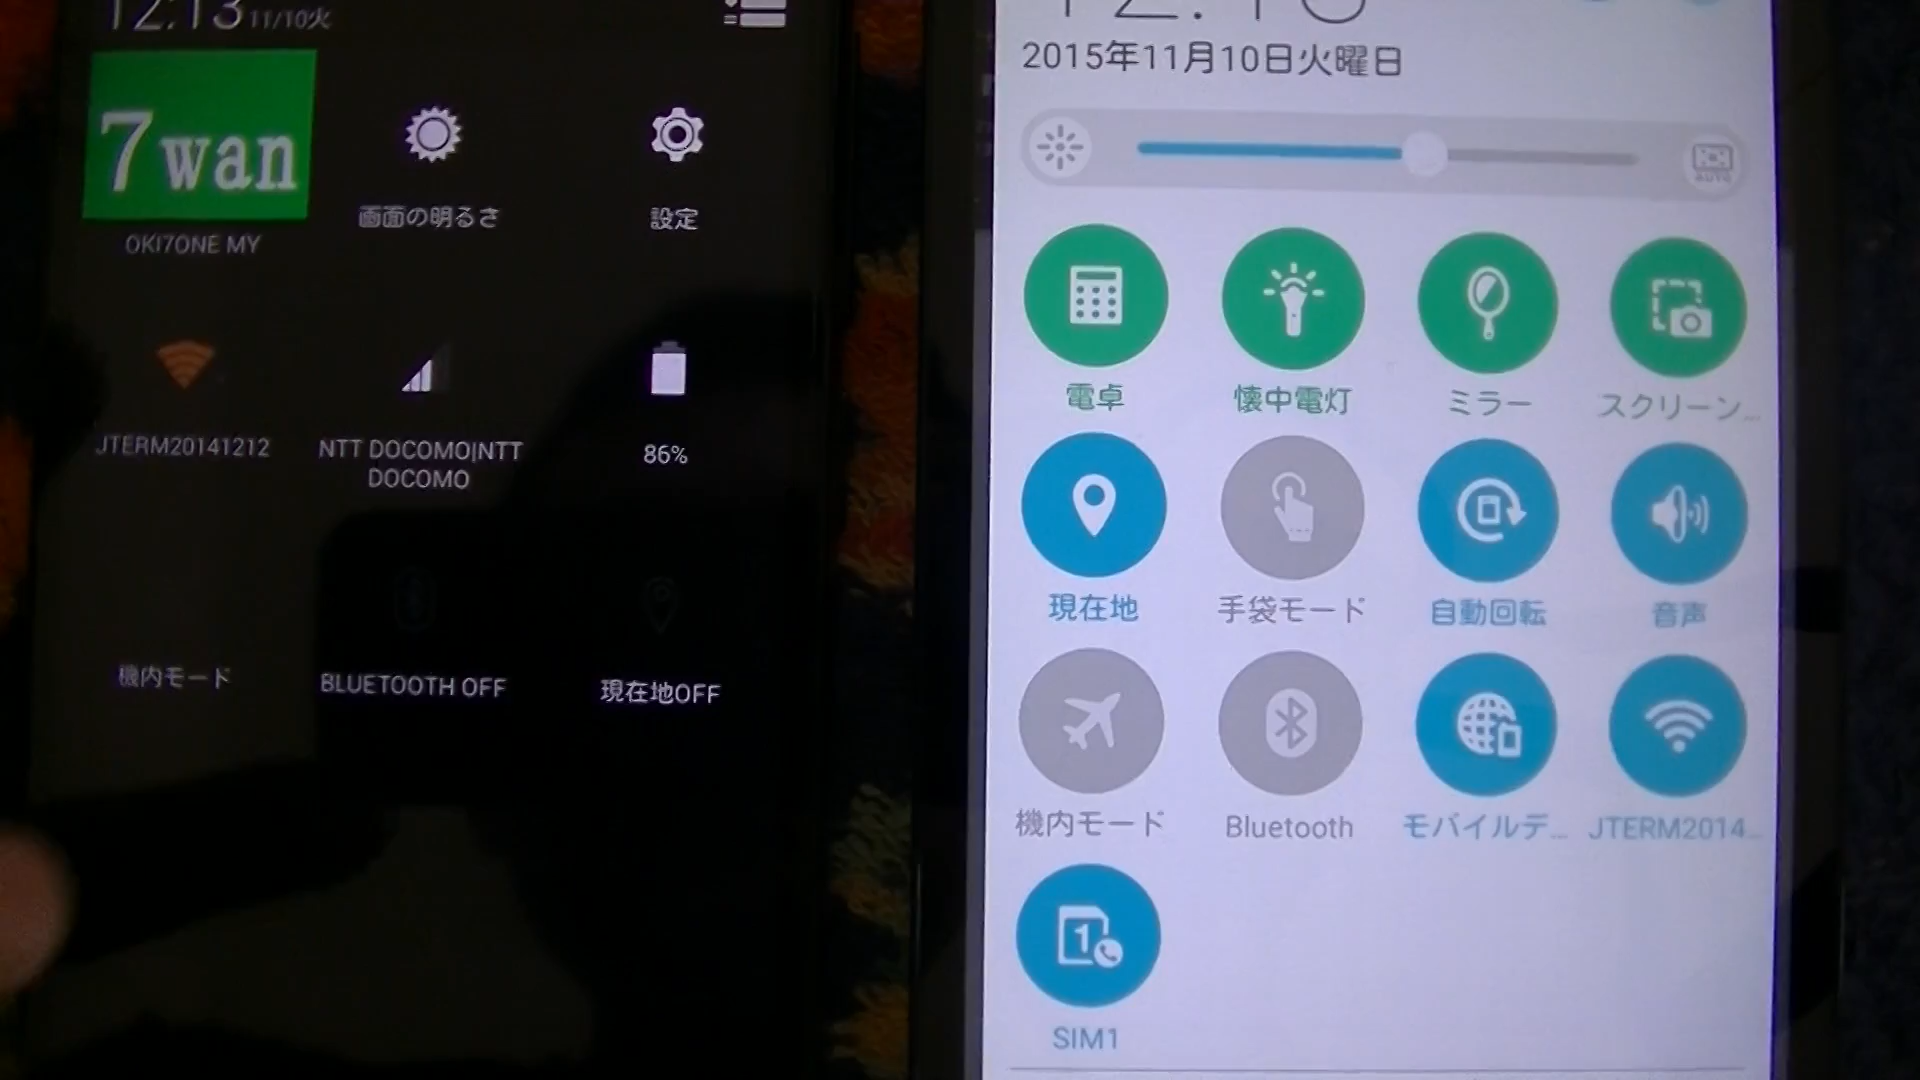 12:13 11/10火
7 wan
OKI7ONE MY
画面の明るさ
設定
JTERM20141212
NTT DOCOMO|NTT
DOCOMO
86%
機内モード
BLUETOOTH OFF
現在地OFF
2015年11月10日火曜日
AUTO
電卓
懐中電灯
ミラー
スクリーン...
現在地
手袋モード
自動回転
音声
機内モード
Bluetooth
モバイルデ...
JTERM2014...
1
SIM1